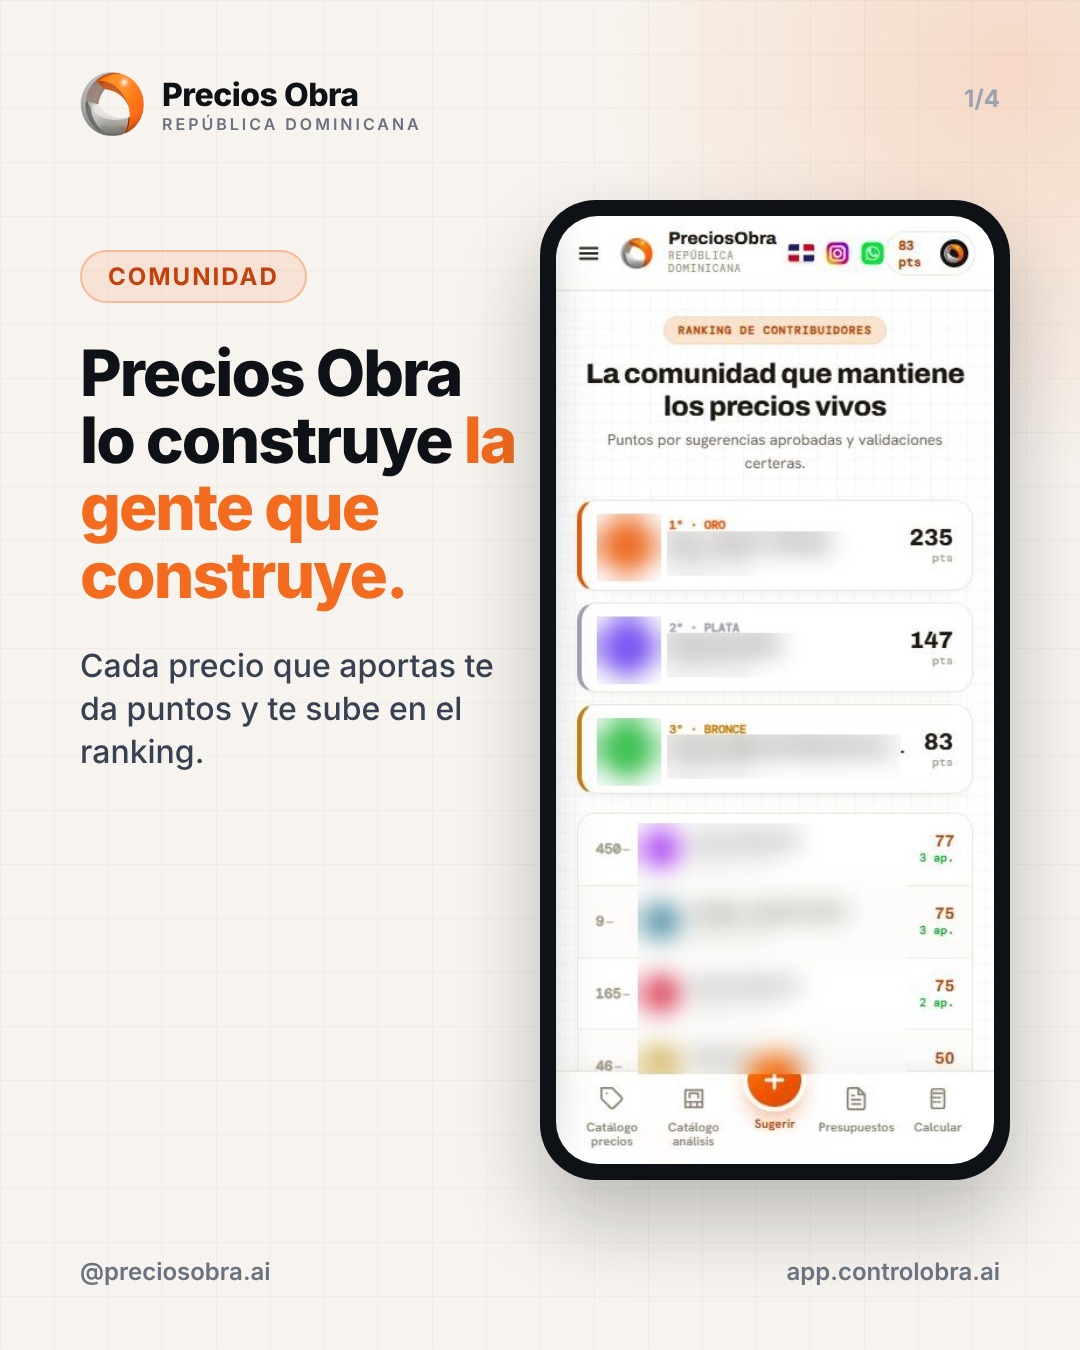 Precios Obra
REPÚBLICA DOMINICANA
1/4
COMUNIDAD
Precios Obra
lo construye la
gente que
construye.
Cada precio que aportas te
da puntos y te sube en el
ranking.
PreciosObra
REPÚBLICA
DOMINICANA
83
pts
RANKING DE CONTRIBUIDORES
La comunidad que mantiene
los precios vivos
Puntos por sugerencias aprobadas y validaciones
certeras.
1° · ORO
235
pts
2° · PLATA
147
pts
3° · BRONCE
83
pts
450–
77
3 ap.
9–
75
3 ap.
165–
75
2 ap.
46–
50
Catálogo
precios
Catálogo
análisis
Sugerir
Presupuestos
Calcular
@preciosobra.ai
app.controlobra.ai